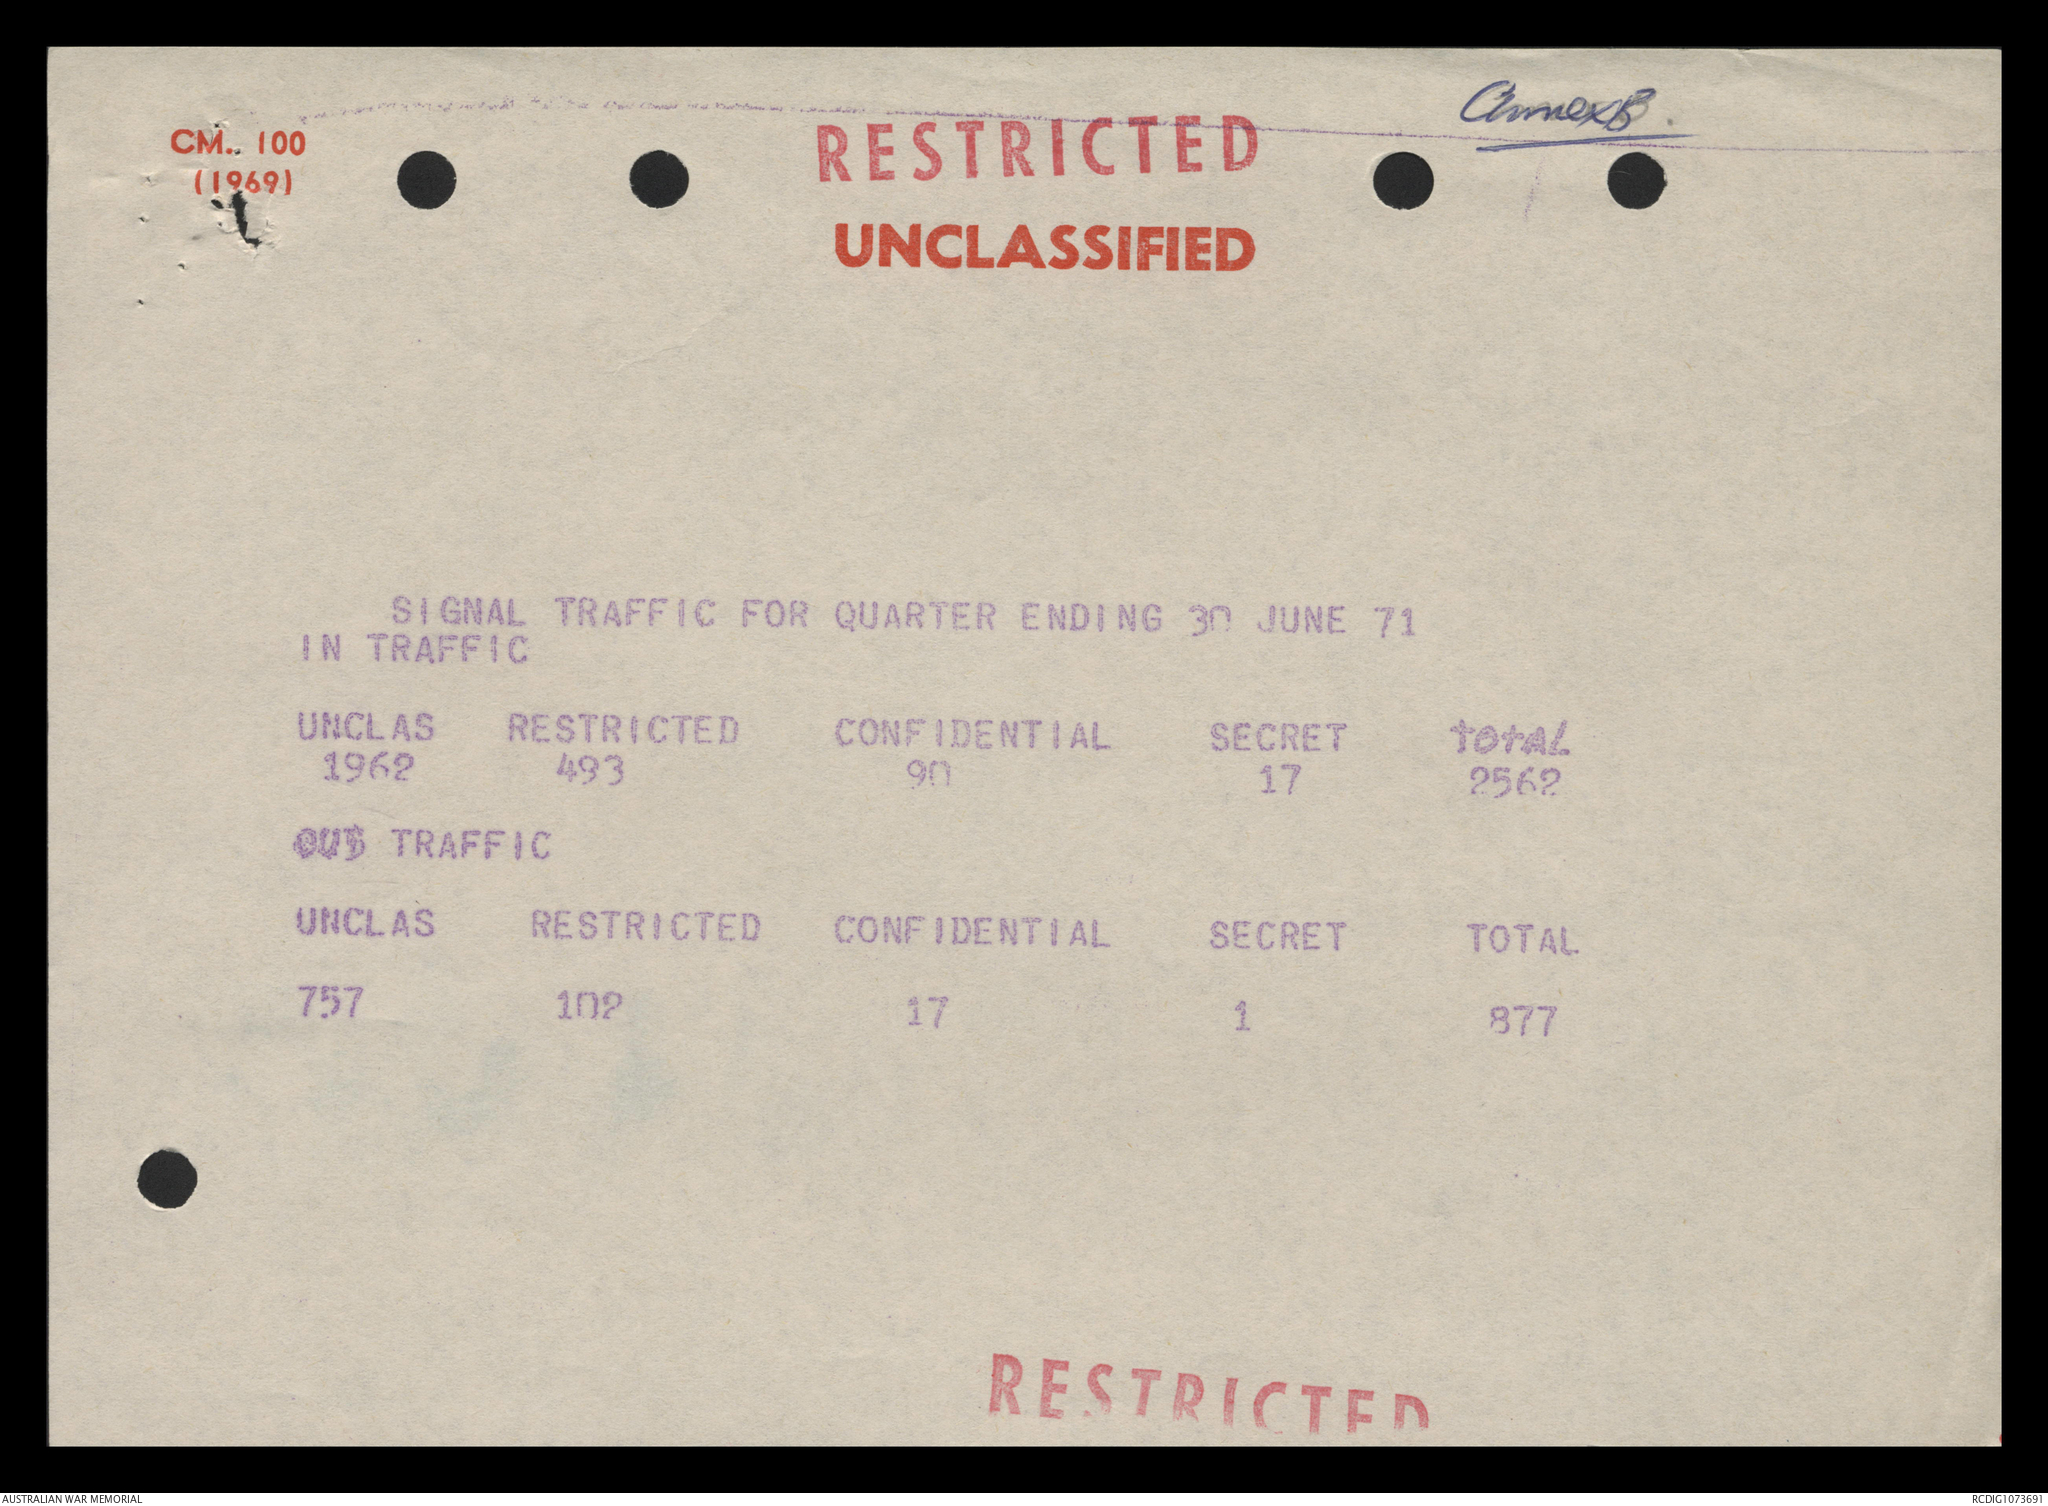 Annex B.
CM. 100
(1969)
RESTRICTED
UNCLASSIFIED
SIGNAL TRAFFIC FOR QUARTER ENDING 30 JUNE 71
IN TRAFFIC
UNCLAS RESTRICTED CONFIDENTIAL SECRET TOTAL
1962 493 90 17 2562
OUT TRAFFIC
UNCLAS RESTRICTED CONFIDENTIAL SECRET TOTAL
757 102 17 1 877
RESTRICTED
AUSTRALIAN WAR MEMORIAL
RCDIG1073691